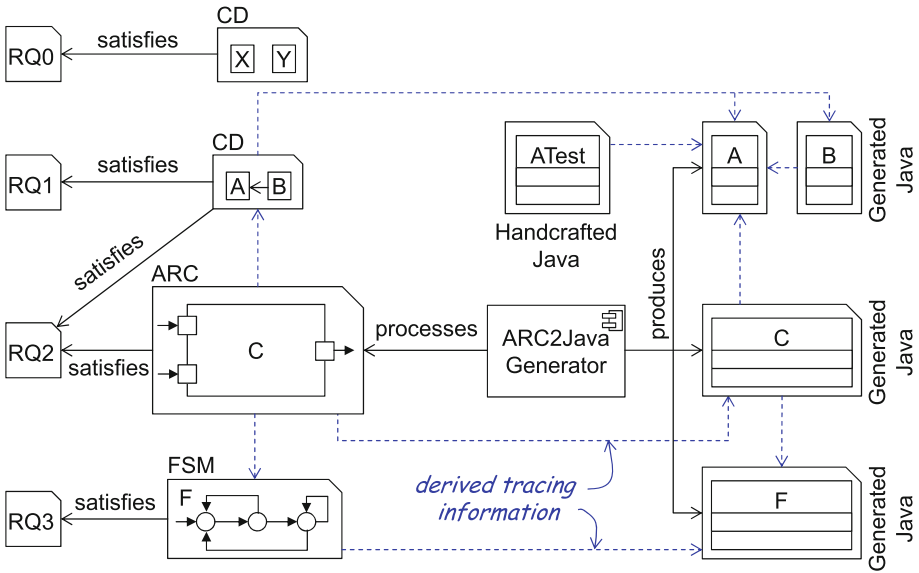 CD
RQ0
satisfies
X
Y
CD
RQ1
satisfies
A
B
satisfies
ATest
Handcrafted
Java
A
B
Generated
Java
ARC
RQ2
satisfies
C
processes
ARC2Java
Generator
produces
C
Generated
Java
FSM
RQ3
satisfies
F
derived tracing
information
F
Generated
Java